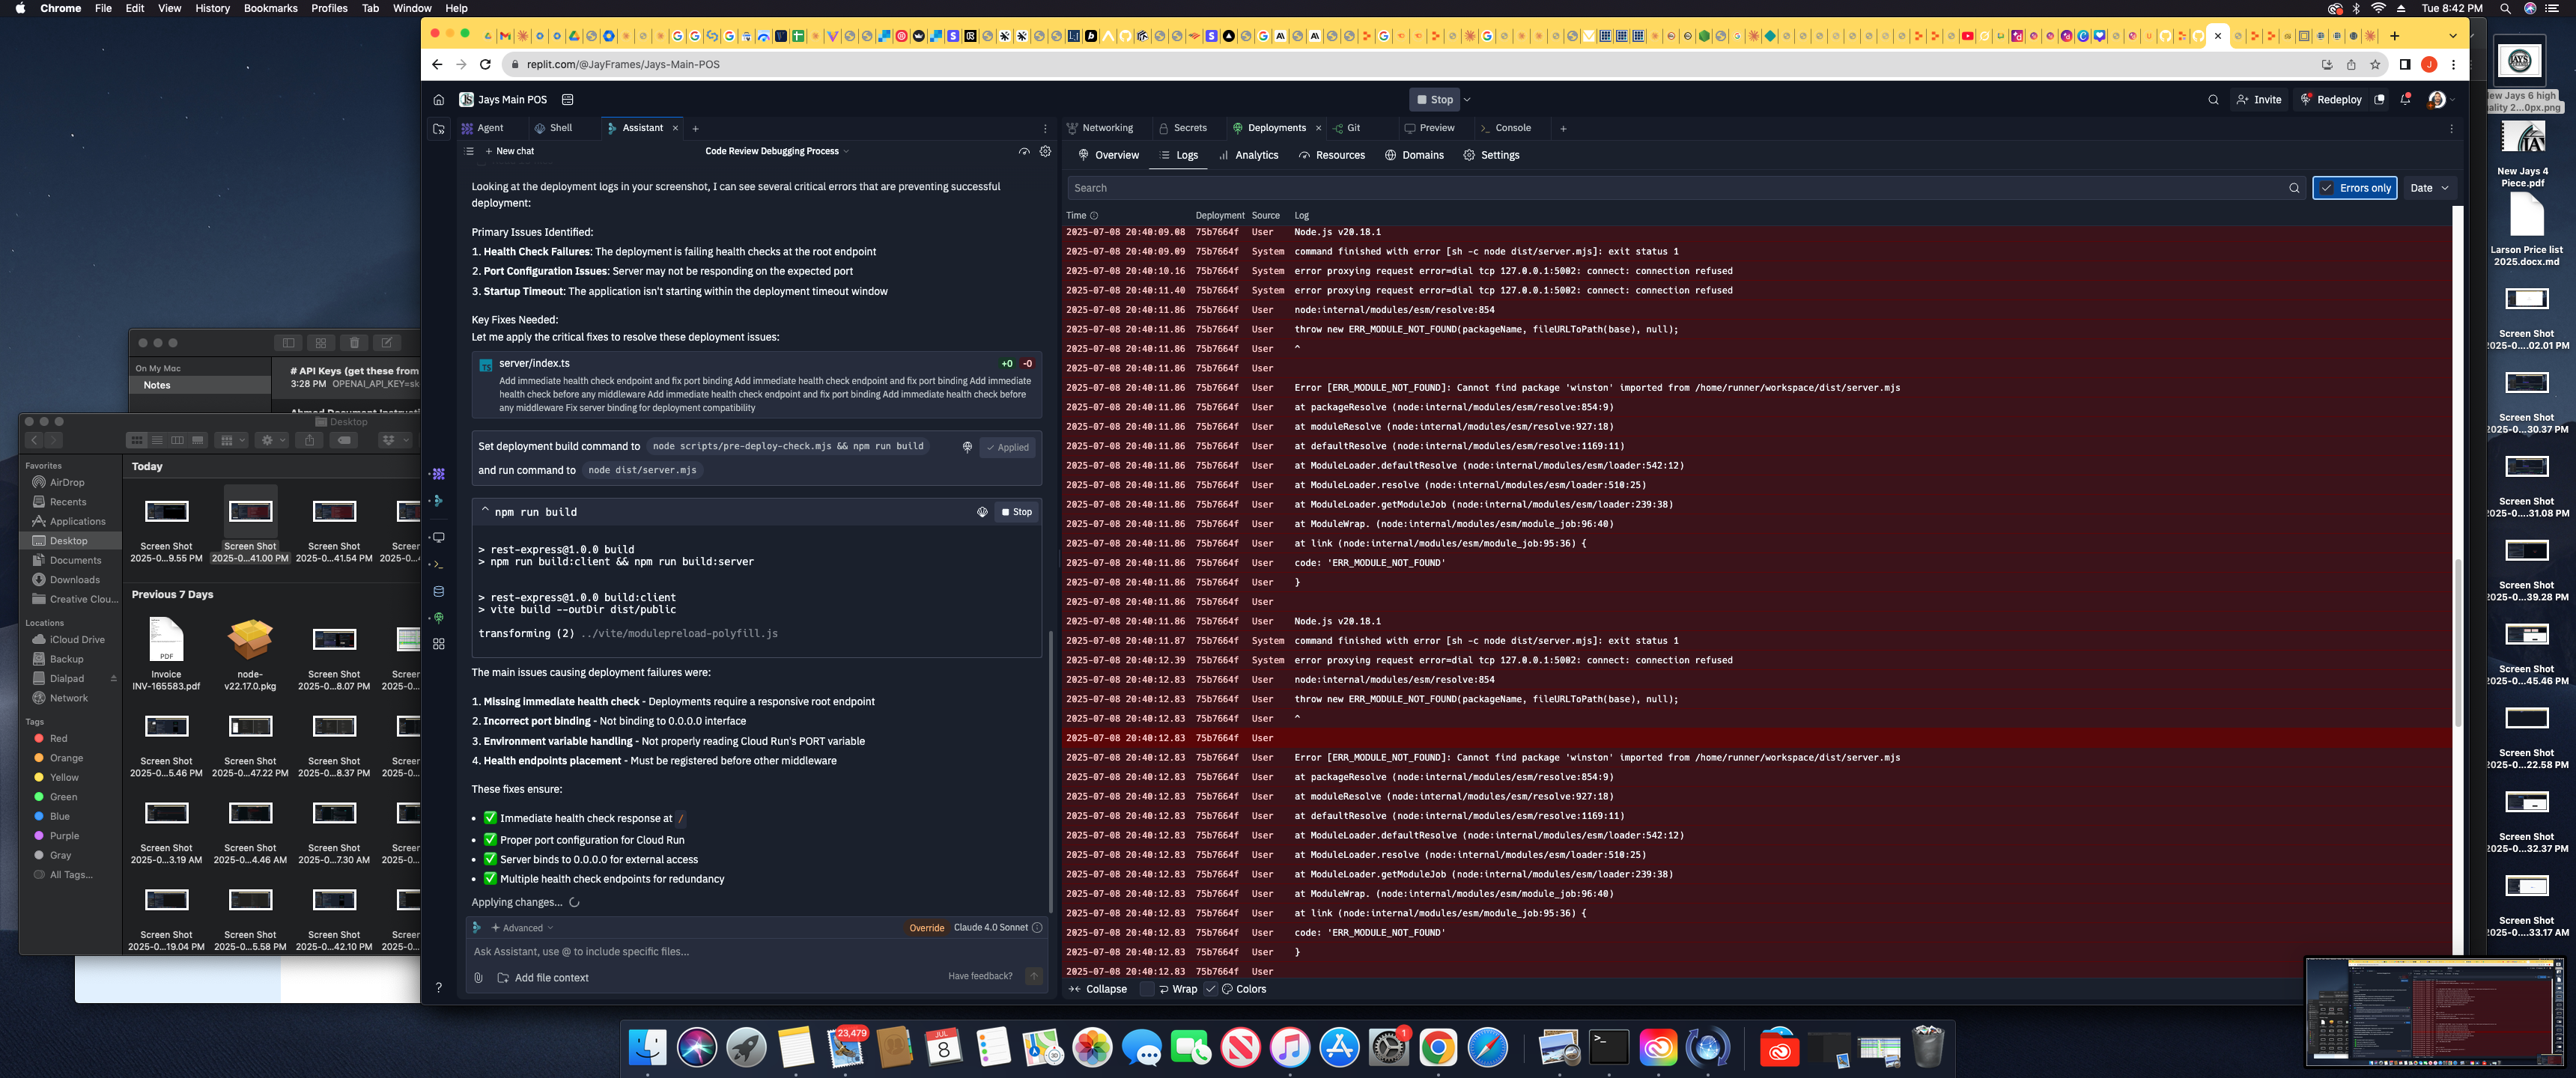 Chrome File Edit View History Bookmarks Profiles Tab Window Help
Tue 8:42 PM
replit.com/@JayFrames/Jays-Main-POS
Jays Main POS
Stop
Invite
Redeploy
Agent
Shell
Assistant
Networking
Secrets
Deployments
Git
Preview
Console
New chat
Code Review Debugging Process
Overview
Logs
Analytics
Resources
Domains
Settings
Search
Errors only
Date
Looking at the deployment logs in your screenshot, I can see several critical errors that are preventing successful
deployment:
Primary Issues Identified:
1. Health Check Failures: The deployment is failing health checks at the root endpoint
2. Port Configuration Issues: Server may not be responding on the expected port
3. Startup Timeout: The application isn't starting within the deployment timeout window
Key Fixes Needed:
Let me apply the critical fixes to resolve these deployment issues:
server/index.ts
+0 -0
Add immediate health check endpoint and fix port binding Add immediate health check endpoint and fix port binding Add immediate
health check before any middleware Add immediate health check endpoint and fix port binding Add immediate health check before
any middleware Fix server binding for deployment compatibility
Set deployment build command to node scripts/pre-deploy-check.mjs && npm run build
Applied
and run command to node dist/server.mjs
npm run build
Stop
> rest-express@1.0.0 build
> npm run build:client && npm run build:server
> rest-express@1.0.0 build:client
> vite build --outDir dist/public
transforming (2) ../vite/modulepreload-polyfill.js
The main issues causing deployment failures were:
1. Missing immediate health check - Deployments require a responsive root endpoint
2. Incorrect port binding - Not binding to 0.0.0.0 interface
3. Environment variable handling - Not properly reading Cloud Run's PORT variable
4. Health endpoints placement - Must be registered before other middleware
These fixes ensure:
• ✅ Immediate health check response at /
• ✅ Proper port configuration for Cloud Run
• ✅ Server binds to 0.0.0.0 for external access
• ✅ Multiple health check endpoints for redundancy
Applying changes...
Advanced
Override
Claude 4.0 Sonnet
Ask Assistant, use @ to include specific files...
Add file context
Have feedback?
Time Deployment Source Log
2025-07-08 20:40:09.08 75b7664f User Node.js v20.18.1
2025-07-08 20:40:09.09 75b7664f System command finished with error [sh -c node dist/server.mjs]: exit status 1
2025-07-08 20:40:10.16 75b7664f System error proxying request error=dial tcp 127.0.0.1:5002: connect: connection refused
2025-07-08 20:40:11.40 75b7664f System error proxying request error=dial tcp 127.0.0.1:5002: connect: connection refused
2025-07-08 20:40:11.86 75b7664f User node:internal/modules/esm/resolve:854
2025-07-08 20:40:11.86 75b7664f User throw new ERR_MODULE_NOT_FOUND(packageName, fileURLToPath(base), null);
2025-07-08 20:40:11.86 75b7664f User ^
2025-07-08 20:40:11.86 75b7664f User
2025-07-08 20:40:11.86 75b7664f User Error [ERR_MODULE_NOT_FOUND]: Cannot find package 'winston' imported from /home/runner/workspace/dist/server.mjs
2025-07-08 20:40:11.86 75b7664f User at packageResolve (node:internal/modules/esm/resolve:854:9)
2025-07-08 20:40:11.86 75b7664f User at moduleResolve (node:internal/modules/esm/resolve:927:18)
2025-07-08 20:40:11.86 75b7664f User at defaultResolve (node:internal/modules/esm/resolve:1169:11)
2025-07-08 20:40:11.86 75b7664f User at ModuleLoader.defaultResolve (node:internal/modules/esm/loader:542:12)
2025-07-08 20:40:11.86 75b7664f User at ModuleLoader.resolve (node:internal/modules/esm/loader:510:25)
2025-07-08 20:40:11.86 75b7664f User at ModuleLoader.getModuleJob (node:internal/modules/esm/loader:239:38)
2025-07-08 20:40:11.86 75b7664f User at ModuleWrap. (node:internal/modules/esm/module_job:96:40)
2025-07-08 20:40:11.86 75b7664f User at link (node:internal/modules/esm/module_job:95:36) {
2025-07-08 20:40:11.86 75b7664f User code: 'ERR_MODULE_NOT_FOUND'
2025-07-08 20:40:11.86 75b7664f User }
2025-07-08 20:40:11.86 75b7664f User
2025-07-08 20:40:11.86 75b7664f User Node.js v20.18.1
2025-07-08 20:40:11.87 75b7664f System command finished with error [sh -c node dist/server.mjs]: exit status 1
2025-07-08 20:40:12.39 75b7664f System error proxying request error=dial tcp 127.0.0.1:5002: connect: connection refused
2025-07-08 20:40:12.83 75b7664f User node:internal/modules/esm/resolve:854
2025-07-08 20:40:12.83 75b7664f User throw new ERR_MODULE_NOT_FOUND(packageName, fileURLToPath(base), null);
2025-07-08 20:40:12.83 75b7664f User ^
2025-07-08 20:40:12.83 75b7664f User
2025-07-08 20:40:12.83 75b7664f User Error [ERR_MODULE_NOT_FOUND]: Cannot find package 'winston' imported from /home/runner/workspace/dist/server.mjs
2025-07-08 20:40:12.83 75b7664f User at packageResolve (node:internal/modules/esm/resolve:854:9)
2025-07-08 20:40:12.83 75b7664f User at moduleResolve (node:internal/modules/esm/resolve:927:18)
2025-07-08 20:40:12.83 75b7664f User at defaultResolve (node:internal/modules/esm/resolve:1169:11)
2025-07-08 20:40:12.83 75b7664f User at ModuleLoader.defaultResolve (node:internal/modules/esm/loader:542:12)
2025-07-08 20:40:12.83 75b7664f User at ModuleLoader.resolve (node:internal/modules/esm/loader:510:25)
2025-07-08 20:40:12.83 75b7664f User at ModuleLoader.getModuleJob (node:internal/modules/esm/loader:239:38)
2025-07-08 20:40:12.83 75b7664f User at ModuleWrap. (node:internal/modules/esm/module_job:96:40)
2025-07-08 20:40:12.83 75b7664f User at link (node:internal/modules/esm/module_job:95:36) {
2025-07-08 20:40:12.83 75b7664f User code: 'ERR_MODULE_NOT_FOUND'
2025-07-08 20:40:12.83 75b7664f User }
2025-07-08 20:40:12.83 75b7664f User
Collapse
Wrap
Colors
On My Mac
Notes
# API Keys (get these from
3:28 PM OPENAI_API_KEY=sk
Desktop
Favorites
AirDrop
Recents
Applications
Desktop
Documents
Downloads
Creative Clou...
Locations
iCloud Drive
Backup
Dialpad
Network
Tags
Red
Orange
Yellow
Green
Blue
Purple
Gray
All Tags...
Today
Screen Shot
2025-0...9.55 PM
Screen Shot
2025-0...41.00 PM
Screen Shot
2025-0...41.54 PM
Previous 7 Days
PDF
Invoice
INV-165583.pdf
node-
v22.17.0.pkg
Screen Shot
2025-0...8.07 PM
Screen Shot
2025-0...5.46 PM
Screen Shot
2025-0...47.22 PM
Screen Shot
2025-0...8.37 PM
Screen Shot
2025-0...3.19 AM
Screen Shot
2025-0...4.46 AM
Screen Shot
2025-0...7.30 AM
Screen Shot
2025-0...19.04 PM
Screen Shot
2025-0...5.58 PM
Screen Shot
2025-0...42.10 PM
JAYS
New Jays 6 high
ality 2...0px.png
New Jays 4
Piece.pdf
Larson Price list
2025.docx.md
Screen Shot
2025-0....02.01 PM
Screen Shot
2025-0...30.37 PM
Screen Shot
2025-0....31.08 PM
Screen Shot
2025-0...39.28 PM
Screen Shot
2025-0...45.46 PM
Screen Shot
2025-0...22.58 PM
Screen Shot
2025-0...32.37 PM
Screen Shot
2025-0....33.17 AM
23,479
JUL
8
1